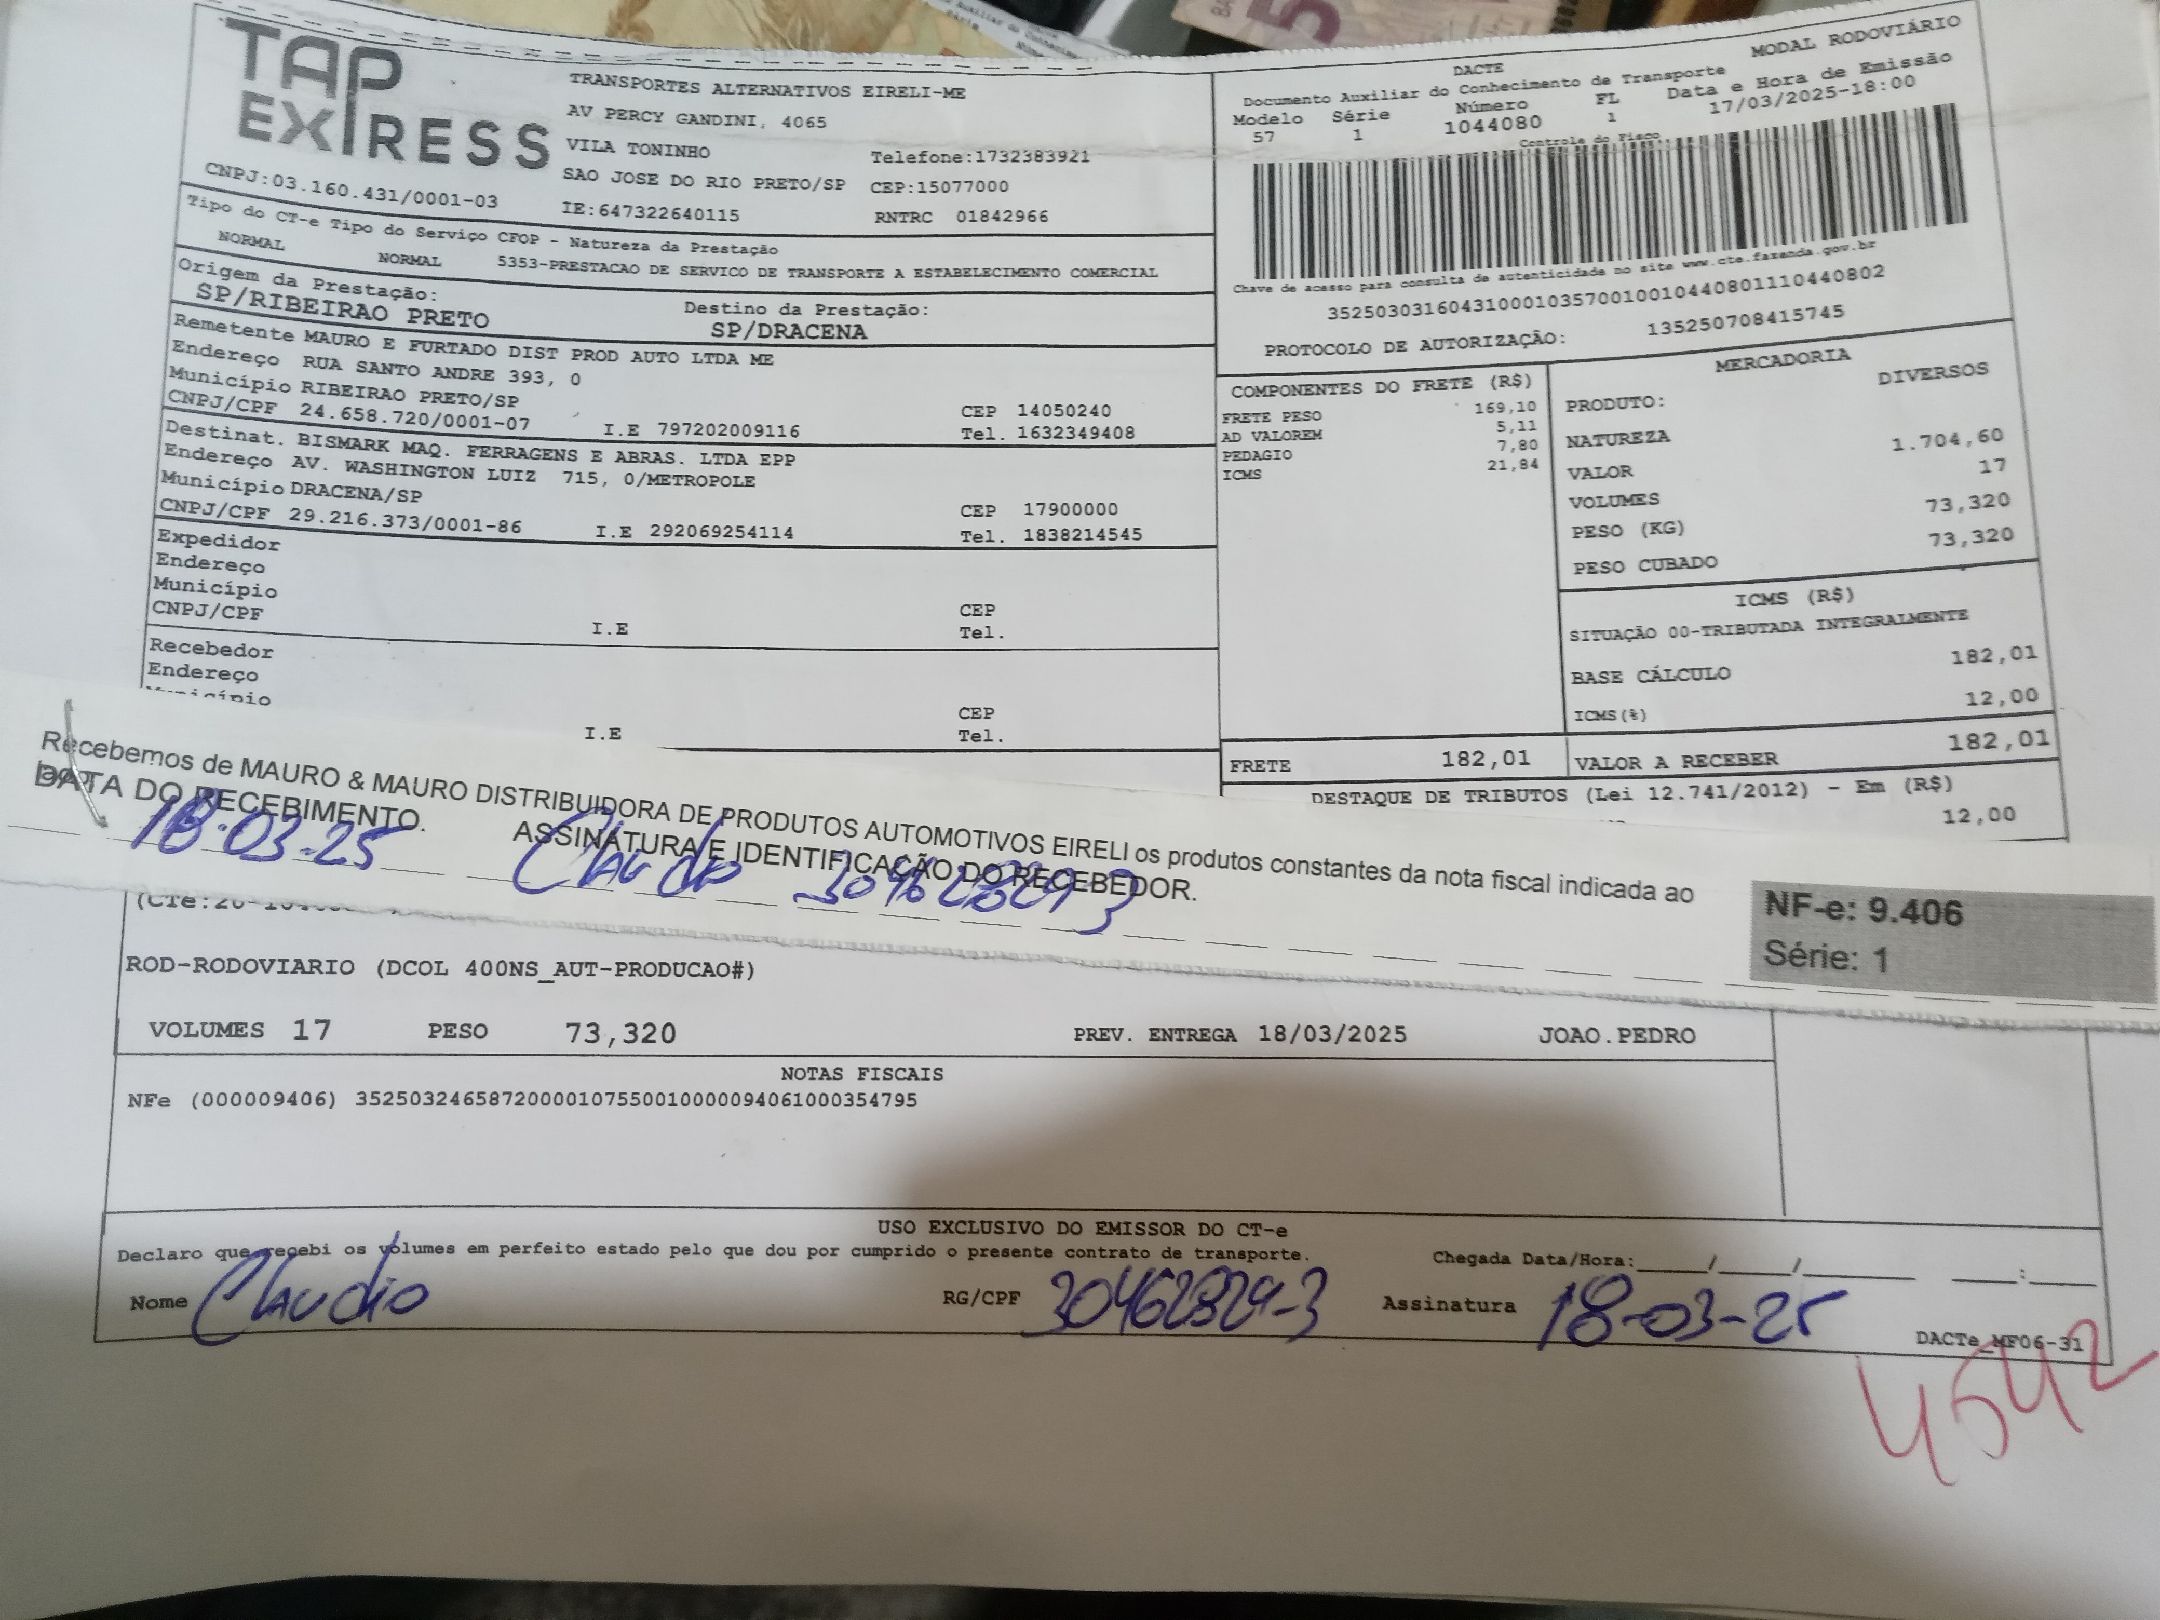 TAP
EXPRESS
CNPJ:03.160.431/0001-03
TRANSPORTES ALTERNATIVOS EIRELI-ME
AV PERCY GANDINI, 4065
VILA TONINHO
Telefone:1732383921
SAO JOSE DO RIO PRETO/SP CEP:15077000
IE:647322640115 RNTRC 01842966
DACTE MODAL RODOVIÁRIO
Documento Auxiliar do Conhecimento de Transporte
Modelo Série Número FL Data e Hora de Emissão
57 1 1044080 1 17/03/2025-18:00
Controle do Fisco
Chave de acesso para consulta de autenticidade no site www.cte.fazenda.gov.br
35250303160431000103570010010440801110440802
PROTOCOLO DE AUTORIZAÇÃO: 135250708415745
Tipo do CT-e Tipo do Serviço CFOP - Natureza da Prestação
NORMAL NORMAL 5353-PRESTACAO DE SERVICO DE TRANSPORTE A ESTABELECIMENTO COMERCIAL
Origem da Prestação: Destino da Prestação:
SP/RIBEIRAO PRETO SP/DRACENA
Remetente MAURO E FURTADO DIST PROD AUTO LTDA ME
Endereço RUA SANTO ANDRE 393, 0
Município RIBEIRAO PRETO/SP CEP 14050240
CNPJ/CPF 24.658.720/0001-07 I.E 797202009116 Tel. 1632349408
Destinat. BISMARK MAQ. FERRAGENS E ABRAS. LTDA EPP
Endereço AV. WASHINGTON LUIZ 715, 0/METROPOLE
Município DRACENA/SP CEP 17900000
CNPJ/CPF 29.216.373/0001-86 I.E 292069254114 Tel. 1838214545
Expedidor
Endereço
Município CEP
CNPJ/CPF I.E Tel.
Recebedor
Endereço
Município CEP
I.E Tel.
COMPONENTES DO FRETE (R$)
FRETE PESO 169,10
AD VALOREM 5,11
PEDAGIO 7,80
ICMS 21,84
FRETE 182,01
MERCADORIA
PRODUTO: DIVERSOS
NATUREZA
VALOR 1.704,60
VOLUMES 17
PESO (KG) 73,320
PESO CUBADO 73,320
ICMS (R$)
SITUAÇÃO 00-TRIBUTADA INTEGRALMENTE
BASE CÁLCULO 182,01
ICMS(%) 12,00
VALOR A RECEBER 182,01
DESTAQUE DE TRIBUTOS (Lei 12.741/2012) - Em (R$)
12,00
Recebemos de MAURO & MAURO DISTRIBUIDORA DE PRODUTOS AUTOMOTIVOS EIRELI os produtos constantes da nota fiscal indicada ao
lado.
DATA DO RECEBIMENTO. ASSINATURA E IDENTIFICAÇÃO DO RECEBEDOR.
18-03-25 Claudio 30462829-3
NF-e: 9.406
Série: 1
ROD-RODOVIARIO (DCOL 400NS_AUT-PRODUCAO#)
VOLUMES 17 PESO 73,320 PREV. ENTREGA 18/03/2025 JOAO.PEDRO
NOTAS FISCAIS
NFe (000009406) 35250324658720000107550010000094061000354795
USO EXCLUSIVO DO EMISSOR DO CT-e
Declaro que recebi os volumes em perfeito estado pelo que dou por cumprido o presente contrato de transporte. Chegada Data/Hora:____/____/______ ___:___
Nome Claudio RG/CPF 30462829-3 Assinatura 18-03-25
DACTe_MF06-31
4542